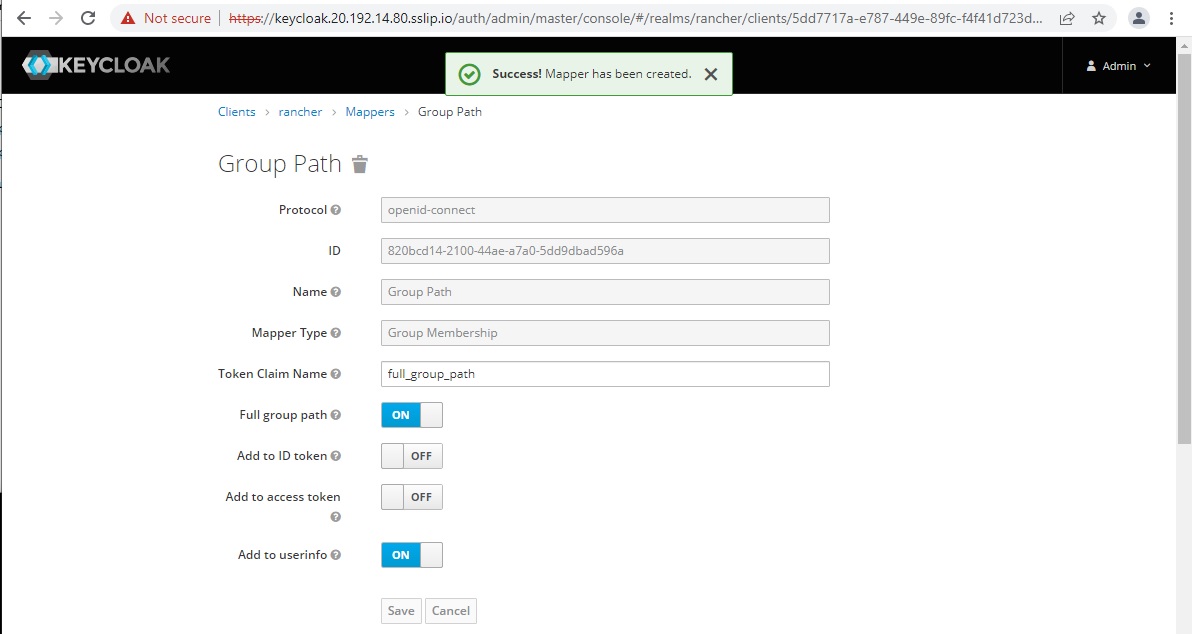 Not secure https://keycloak.20.192.14.80.sslip.io/auth/admin/master/console/#/realms/rancher/clients/5dd7717a-e787-449e-89fc-f4f41d723d...
KEYCLOAK
Success! Mapper has been created.
Admin
Clients > rancher > Mappers > Group Path
Group Path
Protocol openid-connect
ID 820bcd14-2100-44ae-a7a0-5dd9dbad596a
Name Group Path
Mapper Type Group Membership
Token Claim Name full_group_path
Full group path ON
Add to ID token OFF
Add to access token OFF
Add to userinfo ON
Save Cancel